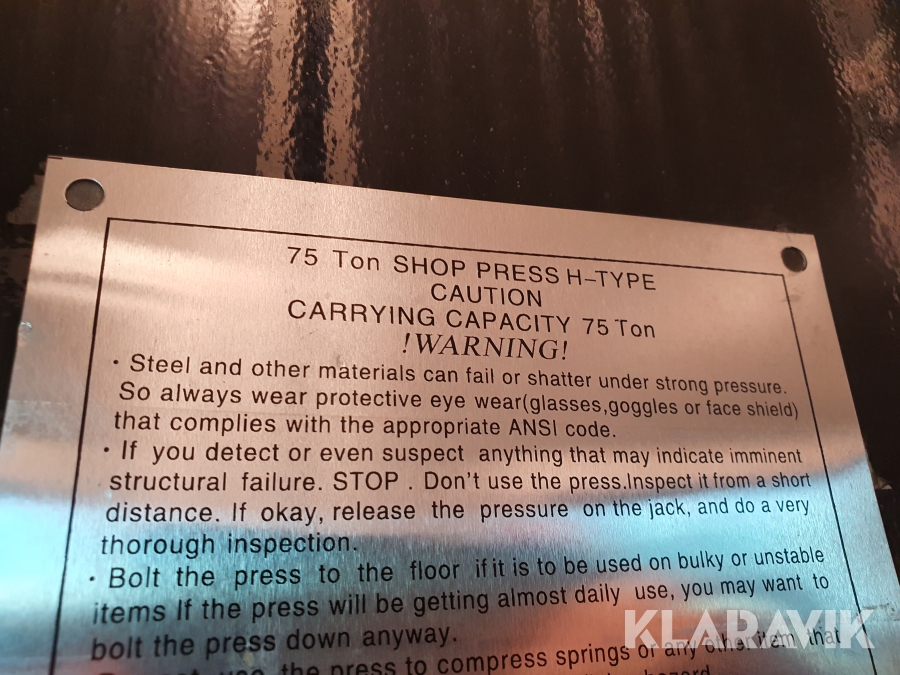 75 Ton SHOP PRESS H-TYPE
CAUTION
CARRYING CAPACITY 75 Ton
!WARNING!
· Steel and other materials can fail or shatter under strong pressure.
So always wear protective eye wear(glasses,goggles or face shield)
that complies with the appropriate ANSI code.
· If you detect or even suspect anything that may indicate imminent
structural failure. STOP . Don't use the press.Inspect it from a short
distance. If okay, release the pressure on the jack, and do a very
thorough inspection.
· Bolt the press to the floor if it is to be used on bulky or unstable
items If the press will be getting almost daily use, you may want to
bolt the press down anyway.
use the press to compress springs or any other item that
KLARAVIK